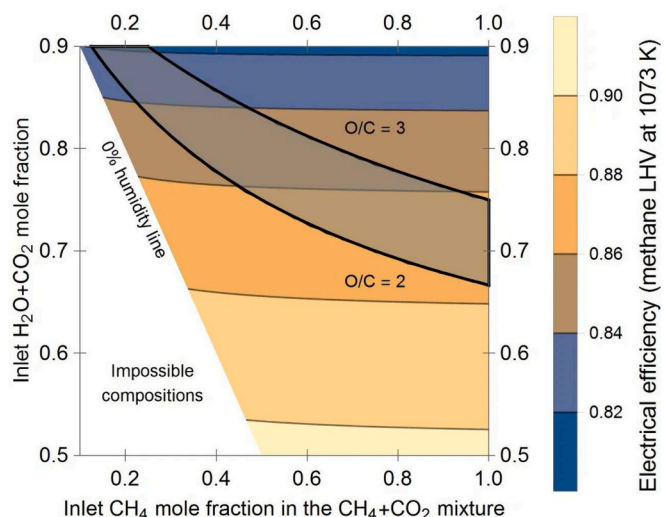 0.2 0.4 0.6 0.8 1.0
0.9 0.9
0.8 0.8
0.7 0.7
0.6 0.6
0.5 0.5
0.2 0.4 0.6 0.8 1.0
Inlet H₂O+CO₂ mole fraction
Inlet CH₄ mole fraction in the CH₄+CO₂ mixture
0% humidity line
O/C = 3
O/C = 2
Impossible
compositions
0.90
0.88
0.86
0.84
0.82
Electrical efficiency (methane LHV at 1073 K)